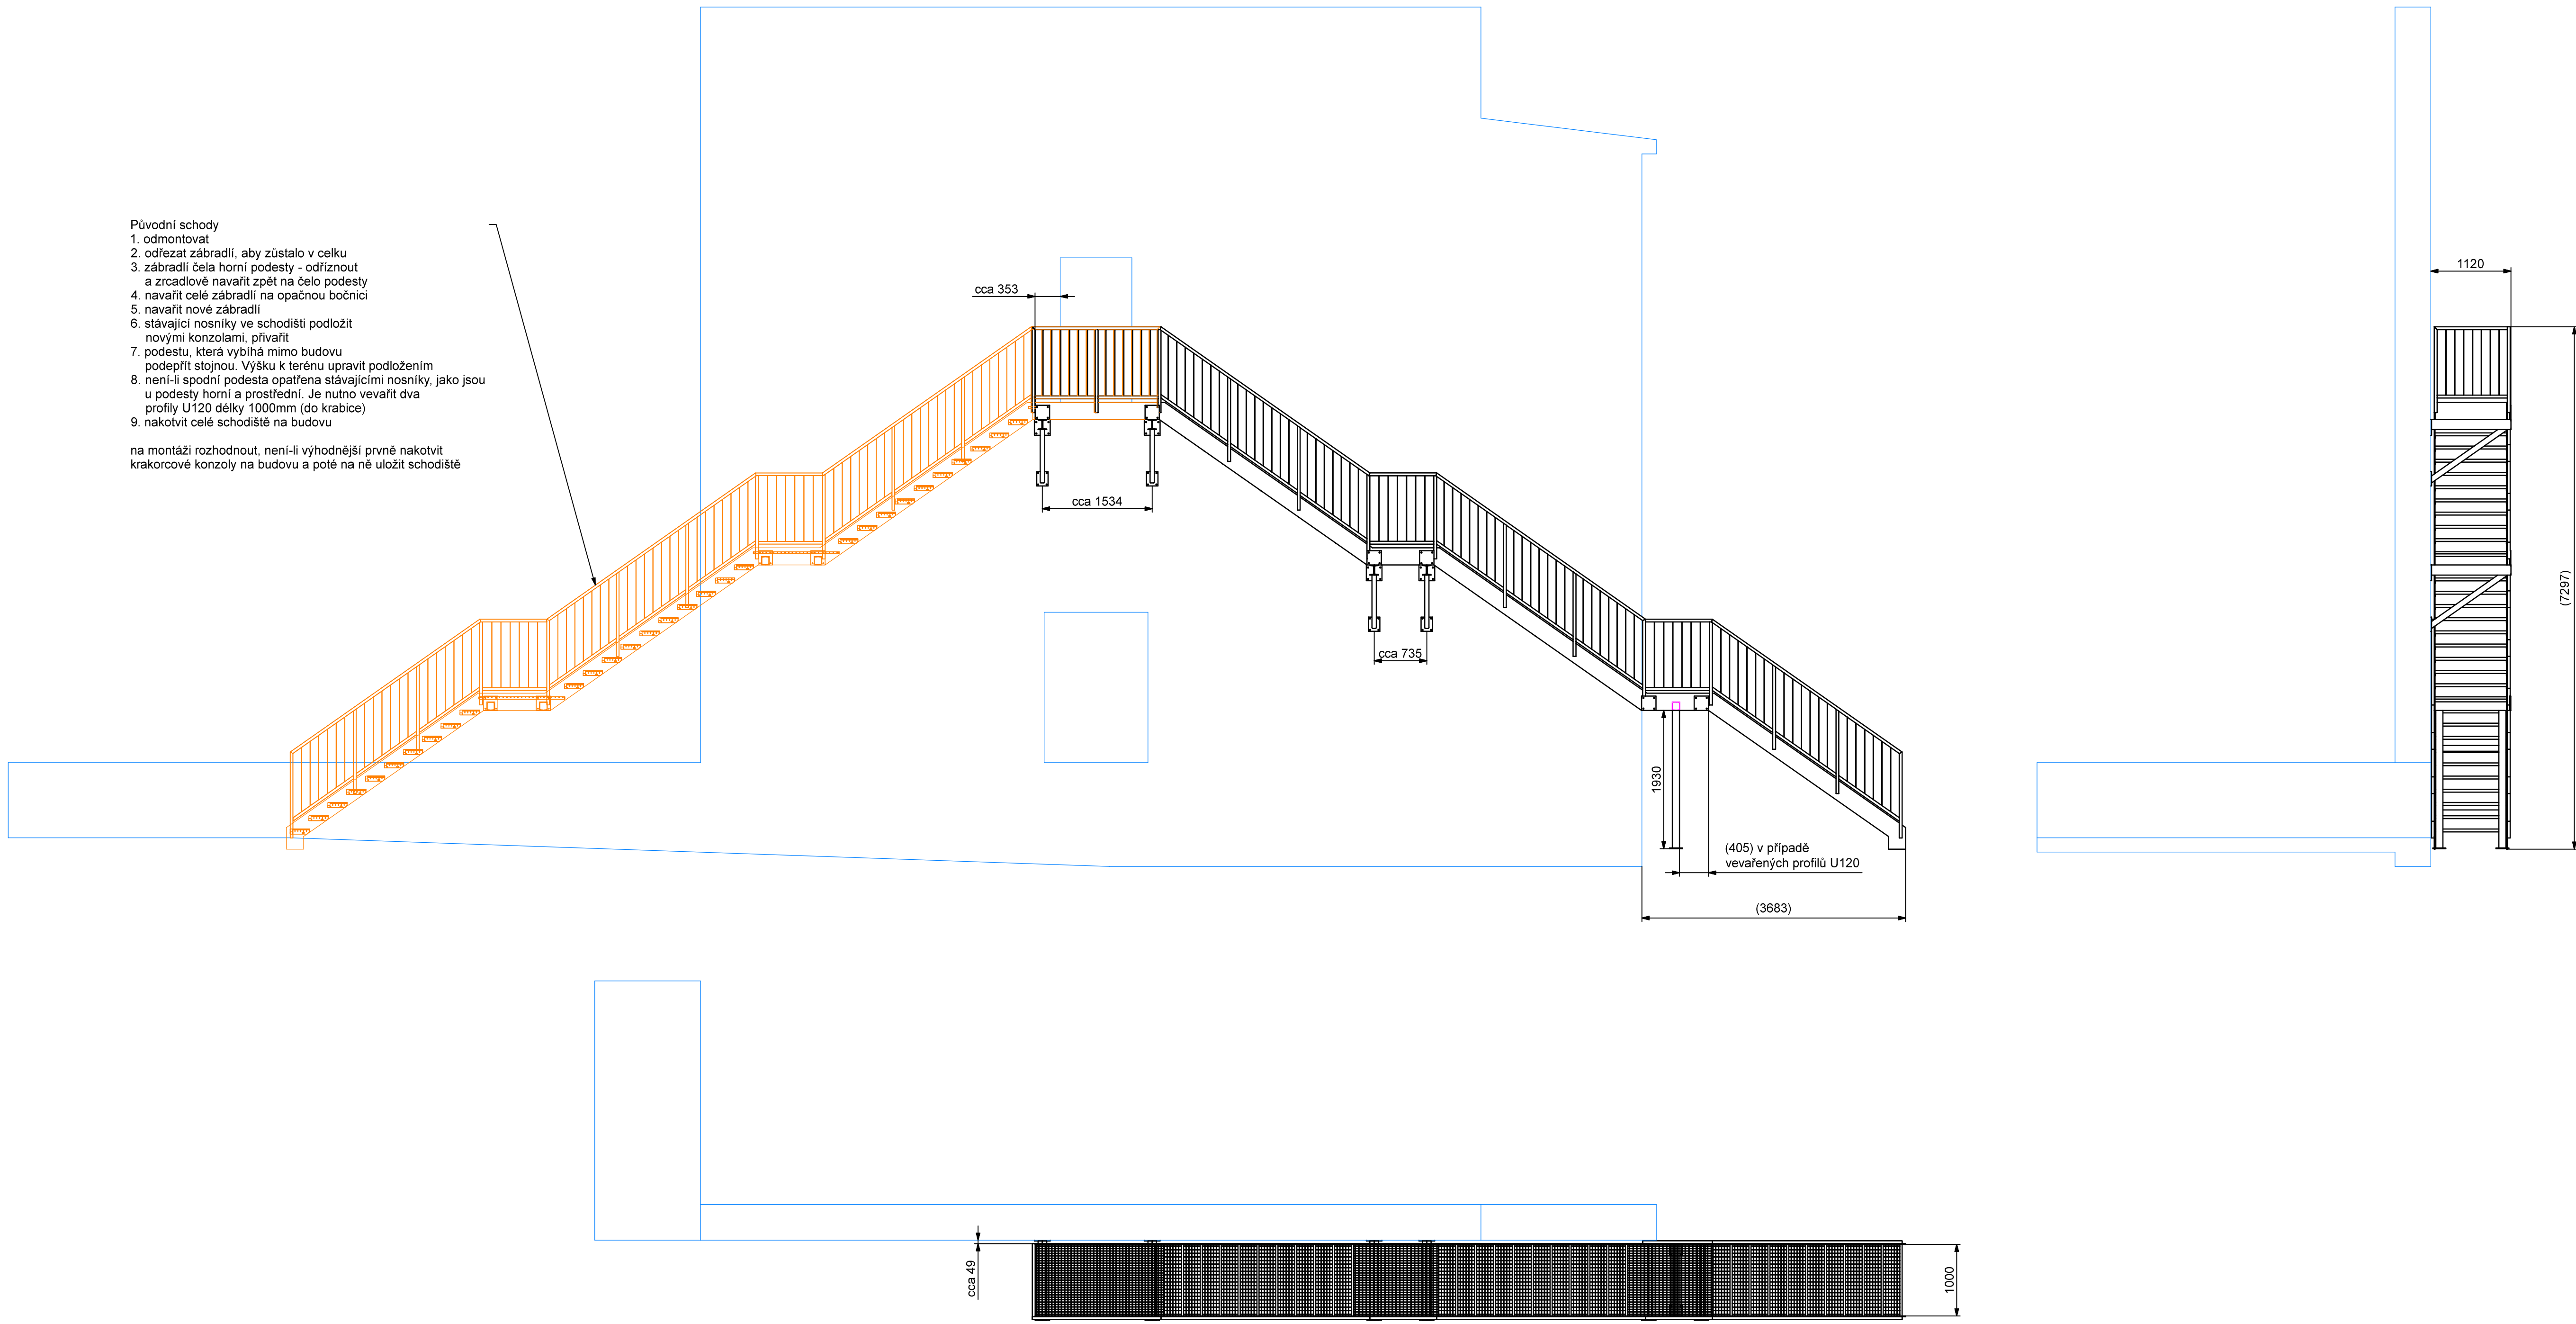 Původní schody
1. odmontovat
2. odřezat zábradlí, aby zůstalo v celku
3. zábradlí čela horní podesty - odříznout
a zrcadlově navařit zpět na čelo podesty
4. navařit celé zábradlí na opačnou bočnici
5. navařit nové zábradlí
6. stávající nosníky ve schodišti podložit
novými konzolami, přivařit
7. podestu, která vybíhá mimo budovu
podepřít stojnou. Výšku k terénu upravit podložením
8. není-li spodní podesta opatřena stávajícími nosníky, jako jsou
u podesty horní a prostřední. Je nutno vevařit dva
profily U120 délky 1000mm (do krabice)
9. nakotvit celé schodiště na budovu
na montáži rozhodnout, není-li výhodnější prvně nakotvit
krakorcové konzoly na budovu a poté na ně uložit schodiště
cca 353
cca 1534
cca 735
1930
(405) v případě
vevařených profilů U120
(3683)
1120
(7297)
cca 49
1000